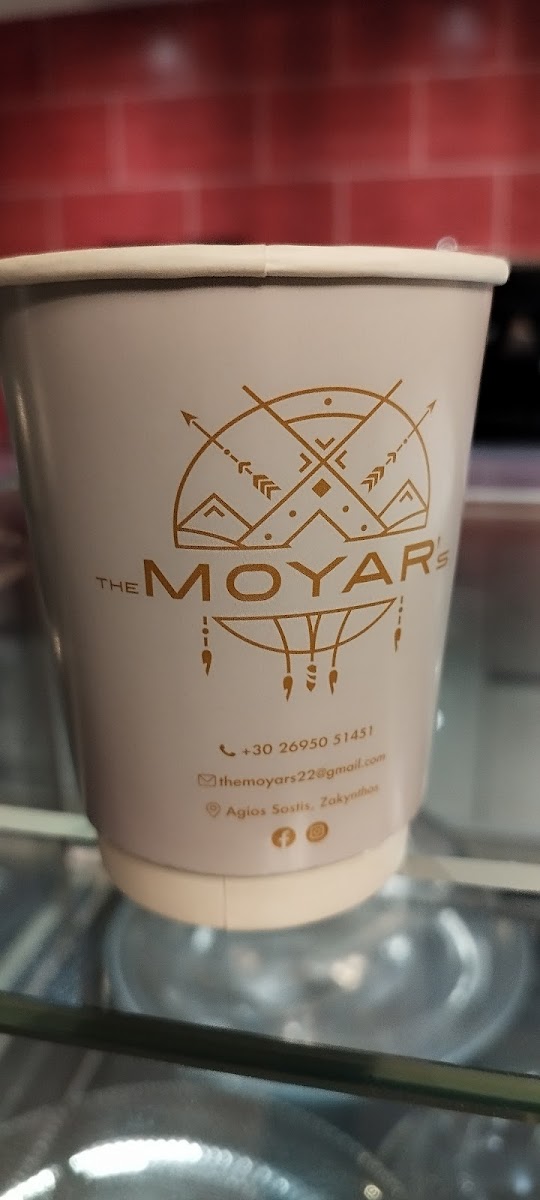 THE MOYAR'S
+30 26950 51451
themoyars22@gmail.com
Agios Sostis, Zakynthos